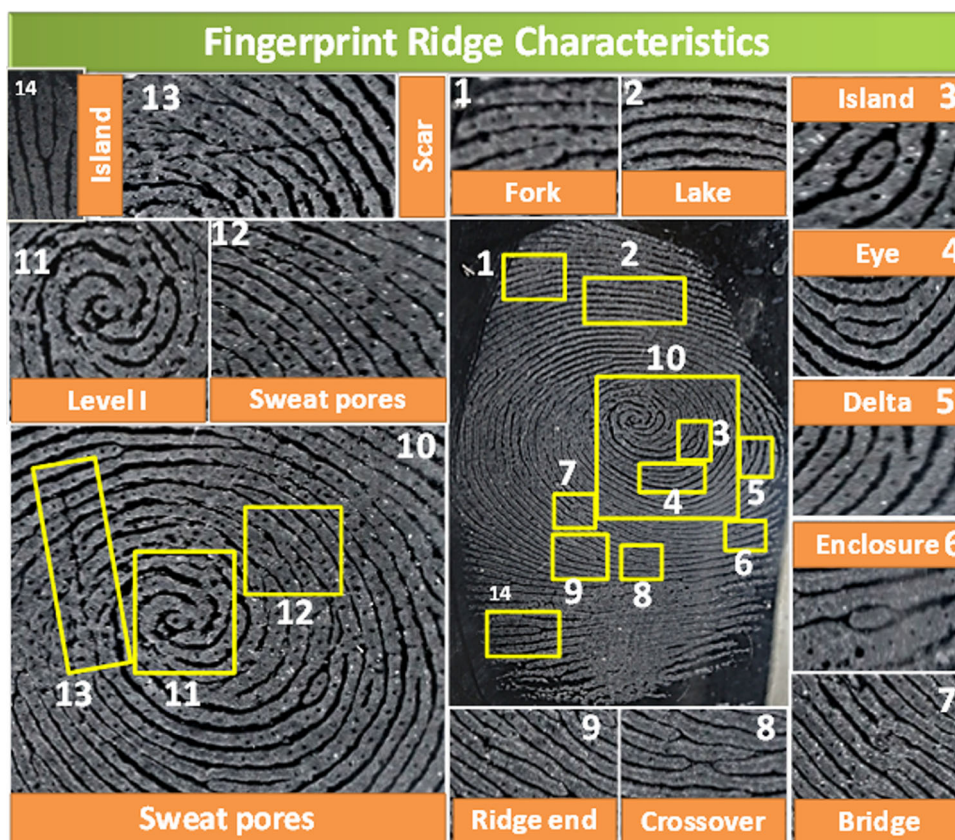 Fingerprint Ridge Characteristics
14
Island
13
Scar
1
Fork
2
Lake
Island 3
11
Level I
12
Sweat pores
Eye 4
1
2
10
3
4
5
6
7
8
9
14
Delta 5
10
13
11
12
Sweat pores
Enclosure 6
9
Ridge end
8
Crossover
7
Bridge